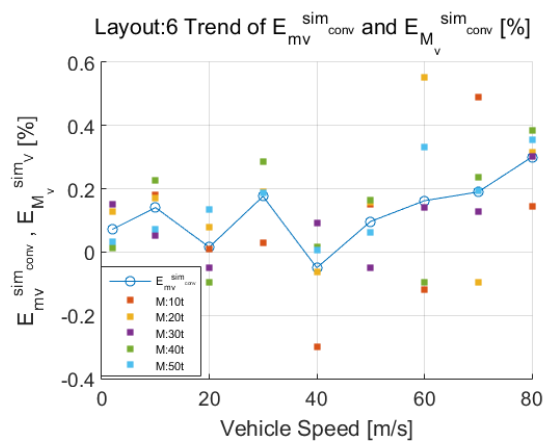 Layout:6 Trend of E_mv^sim_conv and E_M_v^sim_conv [%]
0.6
0.4
0.2
0
-0.2
-0.4
E_mv^sim_conv , E_M_v^sim_V [%]
E_mv^sim_conv
M:10t
M:20t
M:30t
M:40t
M:50t
0 20 40 60 80
Vehicle Speed [m/s]